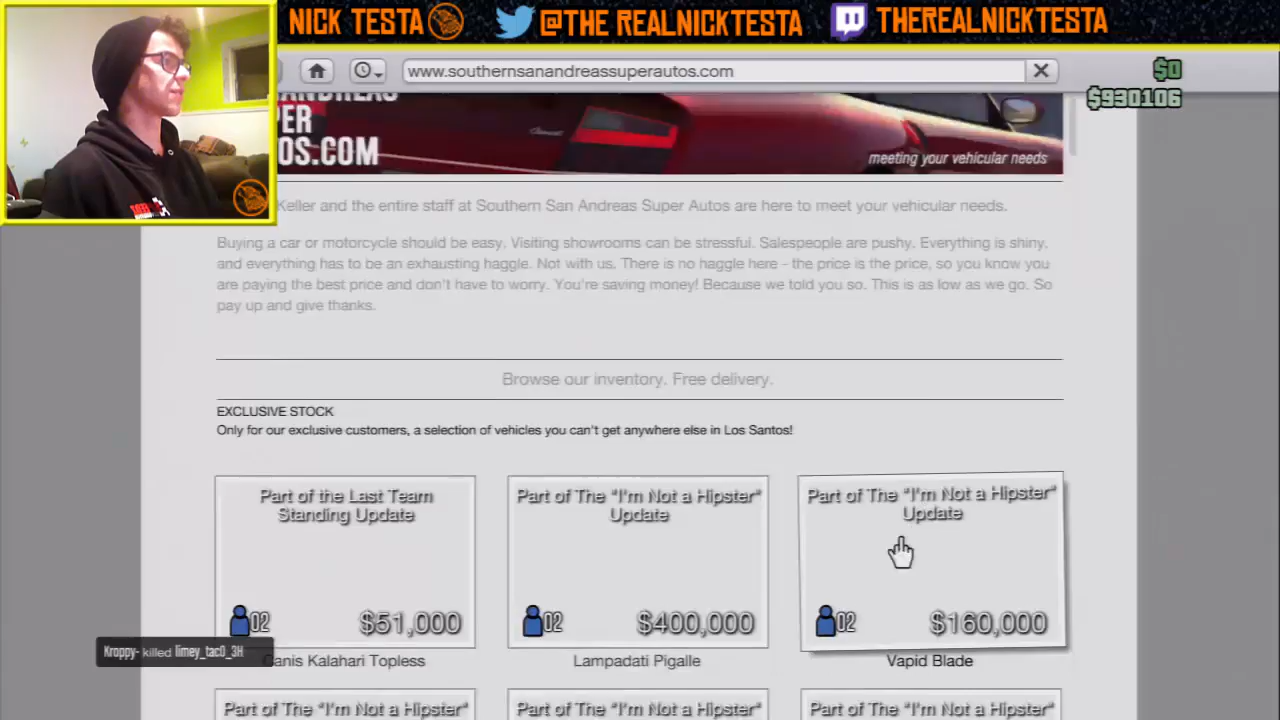 NICK TESTA
@THE REALNICKTESTA
THEREALNICKTESTA
www.southernsanandreassuperautos.com
$0
$930106
PER
OS.COM
meeting your vehicular needs
Keller and the entire staff at Southern San Andreas Super Autos are here to meet your vehicular needs.
Buying a car or motorcycle should be easy. Visiting showrooms can be stressful. Salespeople are pushy. Everything is shiny,
and everything has to be an exhausting haggle. Not with us. There is no haggle here - the price is the price, so you know you
are paying the best price and don't have to worry. You're saving money! Because we told you so. This is as low as we go. So
pay up and give thanks.
Browse our inventory. Free delivery.
EXCLUSIVE STOCK
Only for our exclusive customers, a selection of vehicles you can't get anywhere else in Los Santos!
Part of the Last Team
Standing Update
02 $51,000
Part of The "I'm Not a Hipster"
Update
02 $400,000
Part of The "I'm Not a Hipster"
Update
02 $160,000
Kroppy- killed limey_tac0_3H
Canis Kalahari Topless
Lampadati Pigalle
Vapid Blade
Part of The "I'm Not a Hipster"
Part of The "I'm Not a Hipster"
Part of The "I'm Not a Hipster"